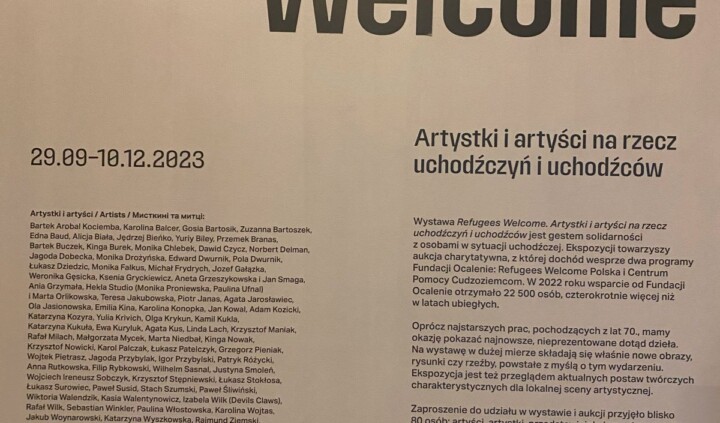 Welcome
29.09–10.12.2023
Artystki i artyści / Artists / Мисткині та митці:
Bartek Arobal Kociemba, Karolina Balcer, Gosia Bartosik, Zuzanna Bartoszek,
Edna Baud, Alicja Biała, Jędrzej Bieńko, Yuriy Biley, Przemek Branas,
Bartek Buczek, Kinga Burek, Monika Chlebek, Dawid Czycz, Norbert Delman,
Jagoda Dobecka, Monika Drożyńska, Edward Dwurnik, Pola Dwurnik,
Łukasz Dziedzic, Monika Falkus, Michał Frydrych, Józef Gałązka,
Weronika Gęsicka, Ksenia Gryckiewicz, Aneta Grzeszykowska i Jan Smaga,
Ania Grzymała, Hekla Studio (Monika Proniewska, Paulina Ufnal)
i Marta Orlikowska, Teresa Jakubowska, Piotr Janas, Agata Jarosławiec,
Ola Jasionowska, Emilia Kina, Karolina Konopka, Jan Kowal, Adam Kozicki,
Katarzyna Kozyra, Yulia Krivich, Olga Krykun, Kamil Kukla,
Katarzyna Kukuła, Ewa Kuryluk, Agata Kus, Linda Lach, Krzysztof Maniak,
Rafał Milach, Małgorzata Mycek, Marta Niedbał, Kinga Nowak,
Krzysztof Nowicki, Karol Palczak, Łukasz Patelczyk, Grzegorz Pieniak,
Wojtek Pietrasz, Jagoda Przybylak, Igor Przybylski, Patryk Różycki,
Anna Rutkowska, Filip Rybkowski, Wilhelm Sasnal, Justyna Smoleń,
Wojciech Ireneusz Sobczyk, Krzysztof Stępniewski, Łukasz Stokłosa,
Łukasz Surowiec, Paweł Susid, Stach Szumski, Paweł Śliwiński,
Wiktoria Walendzik, Kasia Walentynowicz, Izabela Wilk (Devils Claws),
Rafał Wilk, Sebastian Winkler, Paulina Włostowska, Karolina Wojtas,
Jakub Woynarowski, Katarzyna Wyszkowska, Rajmund Ziemski,
Artystki i artyści na rzecz
uchodźczyń i uchodźców
Wystawa Refugees Welcome. Artystki i artyści na rzecz
uchodźczyń i uchodźców jest gestem solidarności
z osobami w sytuacji uchodźczej. Ekspozycji towarzyszy
aukcja charytatywna, z której dochód wesprze dwa programy
Fundacji Ocalenie: Refugees Welcome Polska i Centrum
Pomocy Cudzoziemcom. W 2022 roku wsparcie od Fundacji
Ocalenie otrzymało 22 500 osób, czterokrotnie więcej niż
w latach ubiegłych.
Oprócz najstarszych prac, pochodzących z lat 70., mamy
okazję pokazać najnowsze, nieprezentowane dotąd dzieła.
Na wystawę w dużej mierze składają się właśnie nowe obrazy,
rysunki czy rzeźby, powstałe z myślą o tym wydarzeniu.
Ekspozycja jest też przeglądem aktualnych postaw twórczych
charakterystycznych dla lokalnej sceny artystycznej.
Zaproszenie do udziału w wystawie i aukcji przyjęło blisko
80 osób: artyści, artystki,